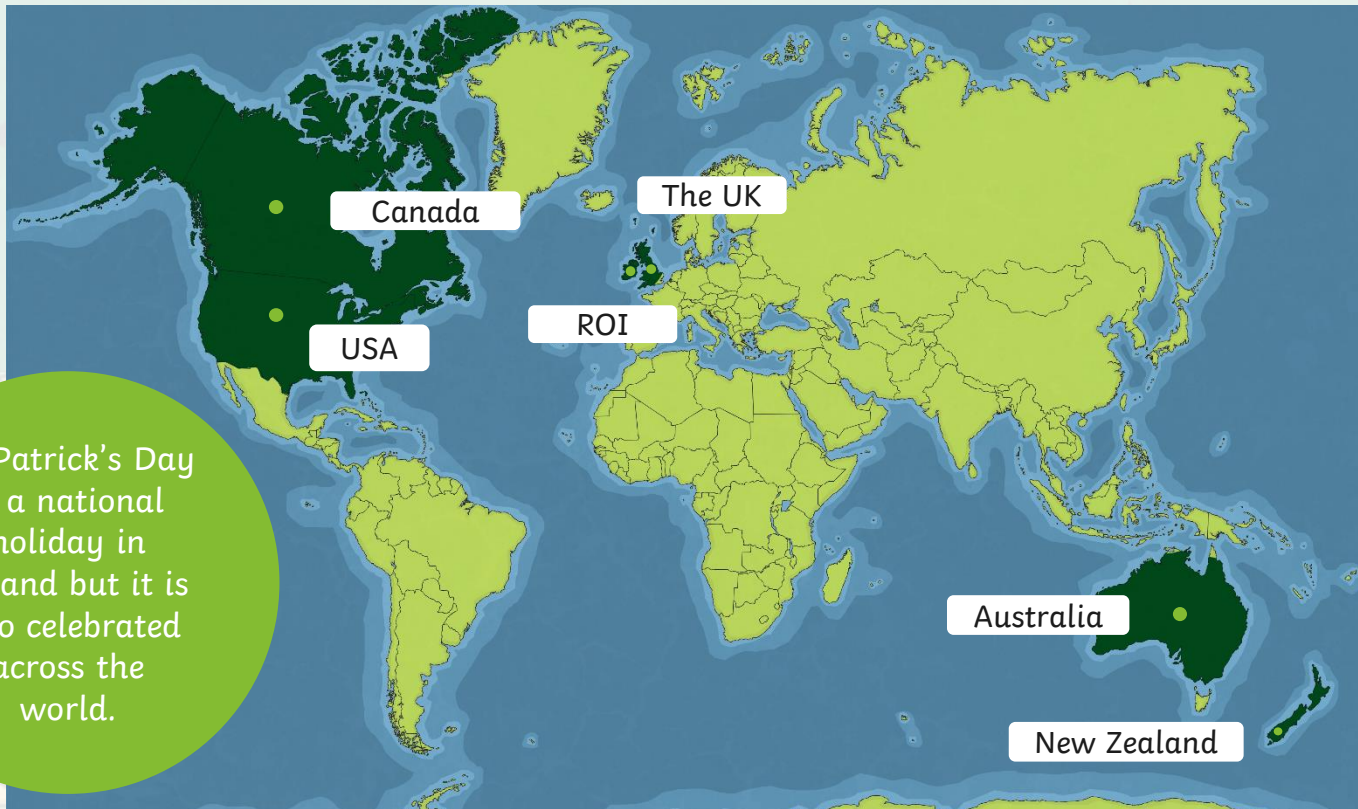 Canada
The UK
ROI
USA
Patrick's Day
a national
holiday in
and but it is
o celebrated
across the
world.
Australia
New Zealand